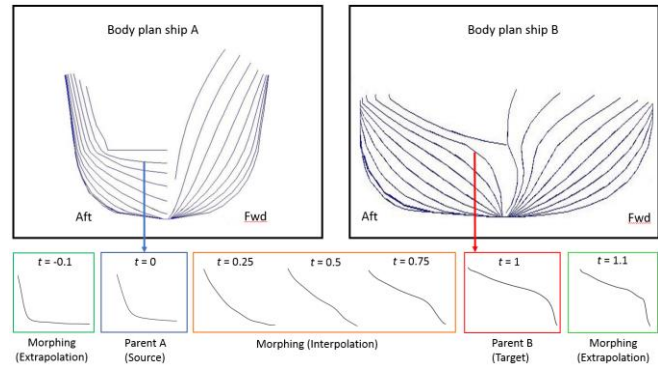 Body plan ship A
Body plan ship B
Aft
Fwd
Aft
Fwd
t = -0.1
t = 0
t = 0.25
t = 0.5
t = 0.75
t = 1
t = 1.1
Morphing
(Extrapolation)
Parent A
(Source)
Morphing (Interpolation)
Parent B
(Target)
Morphing
(Extrapolation)